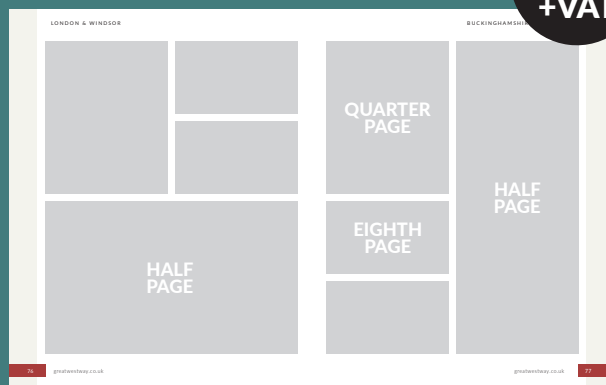 +VA
LONDON & WINDSOR
QUARTER
PAGE
HALF
PAGE
EIGHTH
PAGE
HALF
PAGE
76
greatwestway.co.uk
greatwestway.co.uk
77